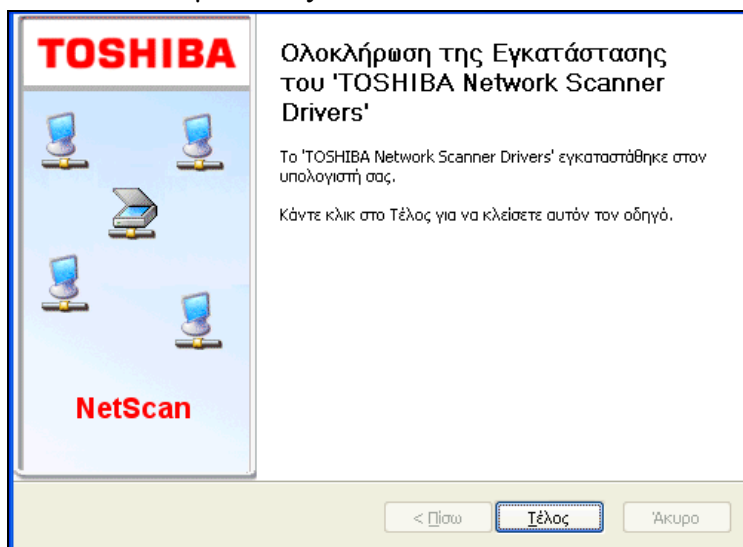 TOSHIBA
NetScan
Ολοκλήρωση της Εγκατάστασης
του 'TOSHIBA Network Scanner
Drivers'
Το 'TOSHIBA Network Scanner Drivers' εγκαταστάθηκε στον
υπολογιστή σας.
Κάντε κλικ στο Τέλος για να κλείσετε αυτόν τον οδηγό.
< Πίσω
Τέλος
Άκυρο